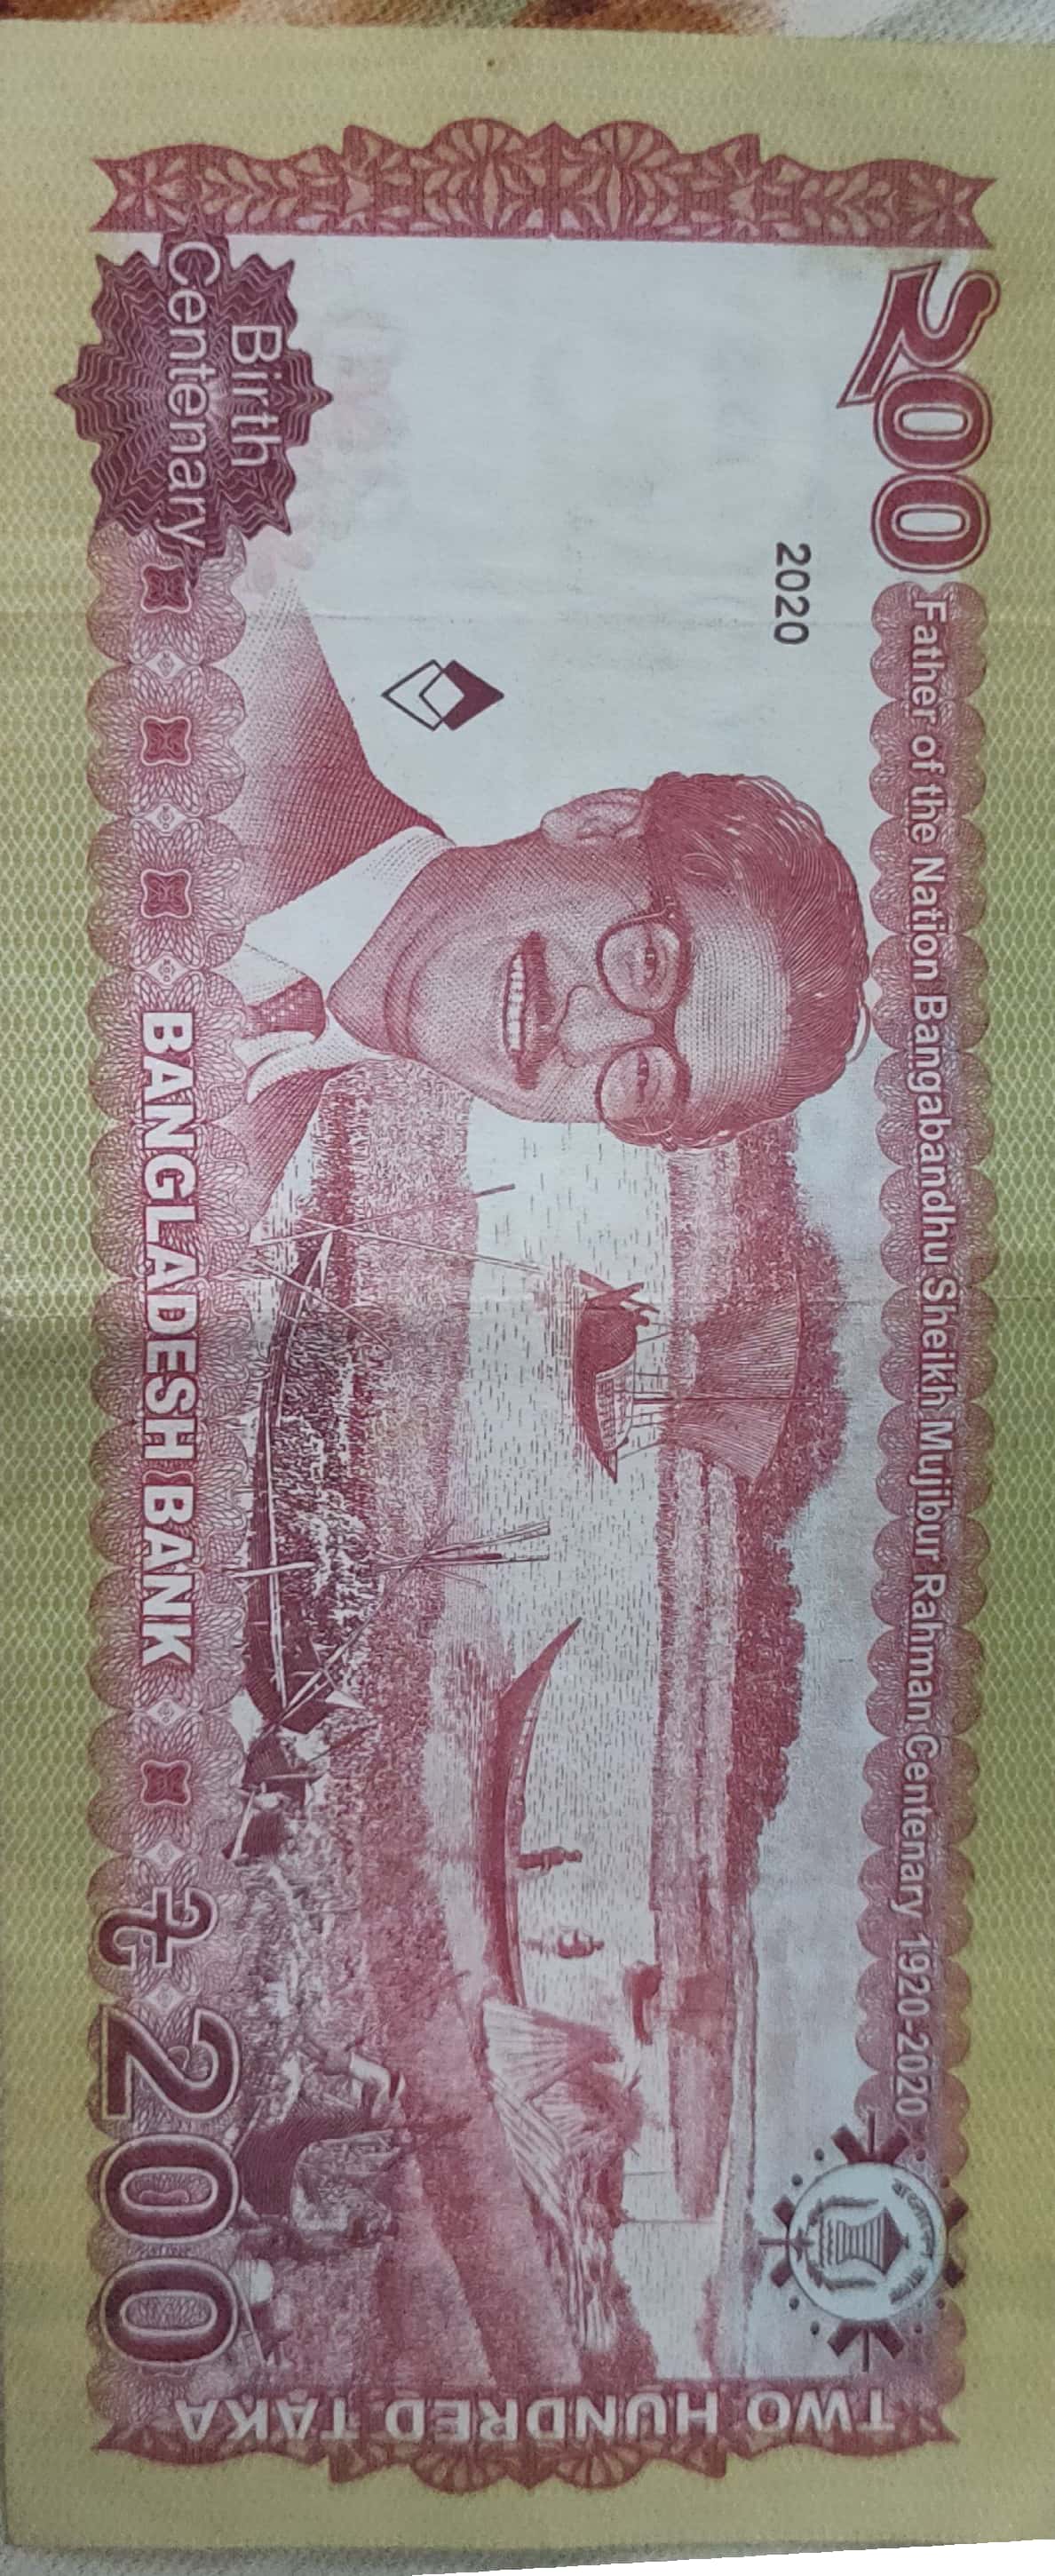 ২00
Father of the Nation Bangabandhu Sheikh Mujibur Rahman Centenary 1920-2020
2020
TWO HUNDRED TAKA
Birth
Centenary
BANGLADESH BANK
৳ 200